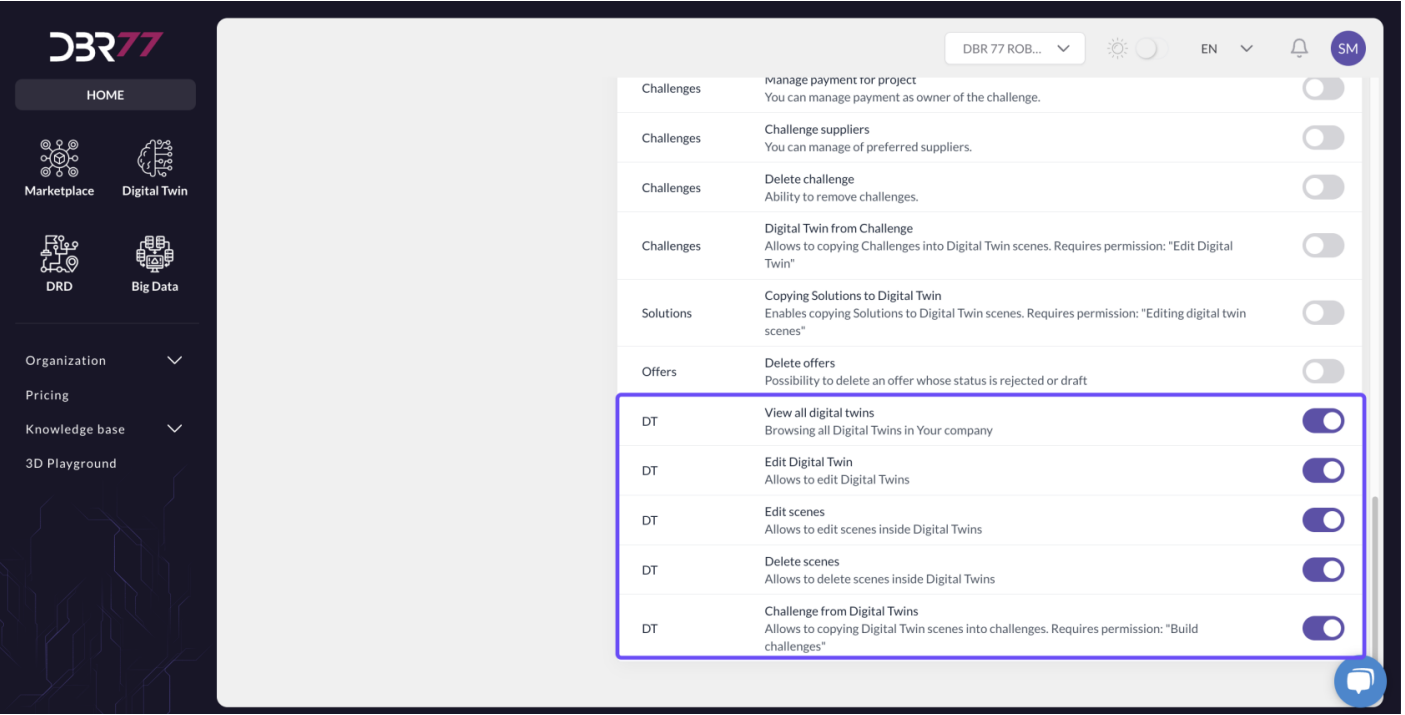 DBR77
DBR 77 ROB...
EN
SM
HOME
Marketplace
Digital Twin
DRD
Big Data
Organization
Pricing
Knowledge base
3D Playground
Challenges
Manage payment for project
You can manage payment as owner of the challenge.
Challenges
Challenge suppliers
You can manage of preferred suppliers.
Challenges
Delete challenge
Ability to remove challenges.
Challenges
Digital Twin from Challenge
Allows to copying Challenges into Digital Twin scenes. Requires permission: "Edit Digital
Twin"
Solutions
Copying Solutions to Digital Twin
Enables copying Solutions to Digital Twin scenes. Requires permission: "Editing digital twin
scenes"
Offers
Delete offers
Possibility to delete an offer whose status is rejected or draft
DT
View all digital twins
Browsing all Digital Twins in Your company
DT
Edit Digital Twin
Allows to edit Digital Twins
DT
Edit scenes
Allows to edit scenes inside Digital Twins
DT
Delete scenes
Allows to delete scenes inside Digital Twins
DT
Challenge from Digital Twins
Allows to copying Digital Twin scenes into challenges. Requires permission: "Build
challenges"